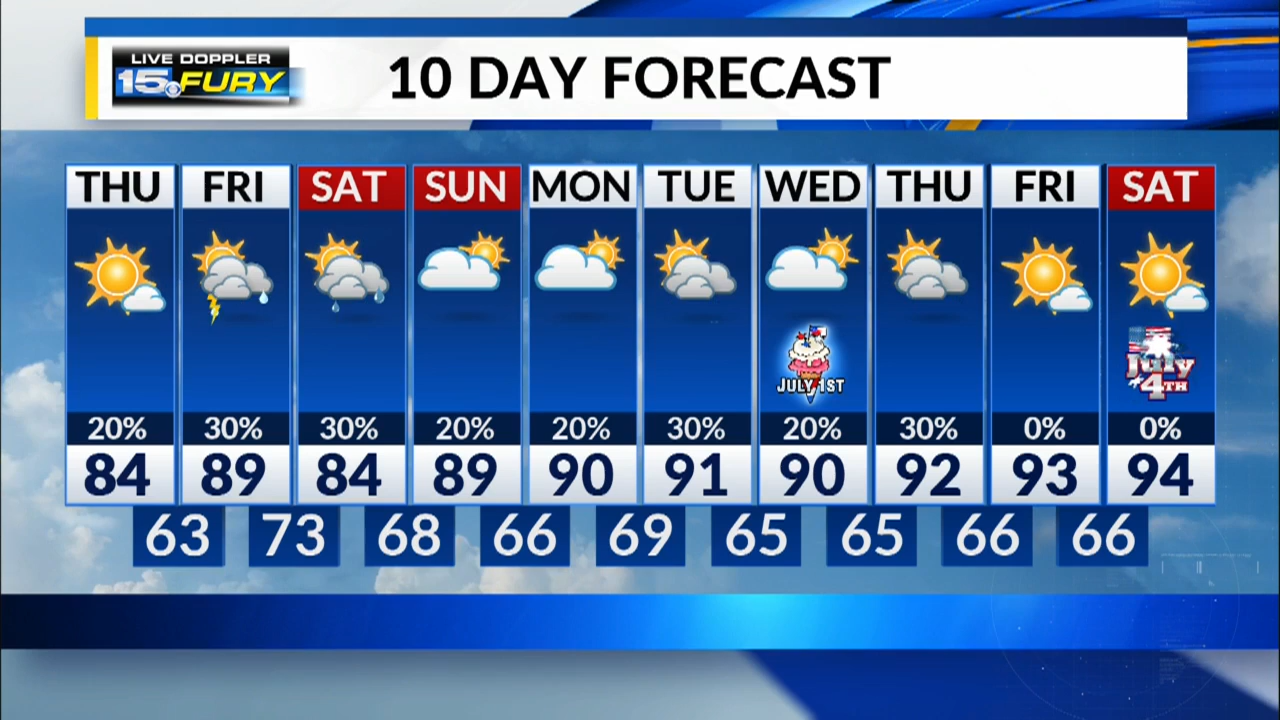 LIVE DOPPLER
15 FURY
10 DAY FORECAST
THU FRI SAT SUN MON TUE WED THU FRI SAT
JULY 1ST
July
4TH
20% 30% 30% 20% 20% 30% 20% 30% 0% 0%
84 89 84 89 90 91 90 92 93 94
63 73 68 66 69 65 65 66 66